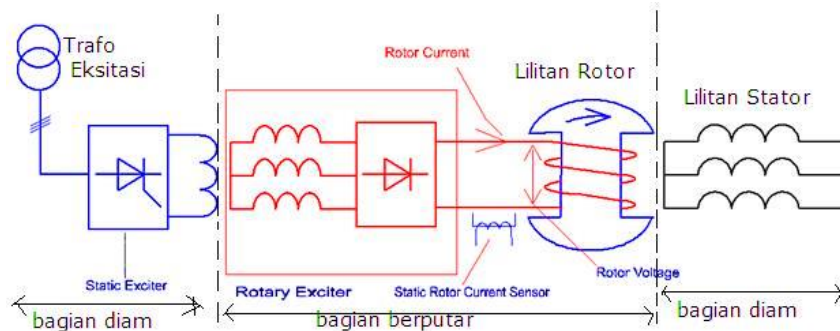 Trafo
Eksitasi
Rotor Current
Lilitan Rotor
Lilitan Stator
Static Exciter
Rotary Exciter
Static Rotor Current Sensor
Rotor Voltage
bagian diam
bagian berputar
bagian diam